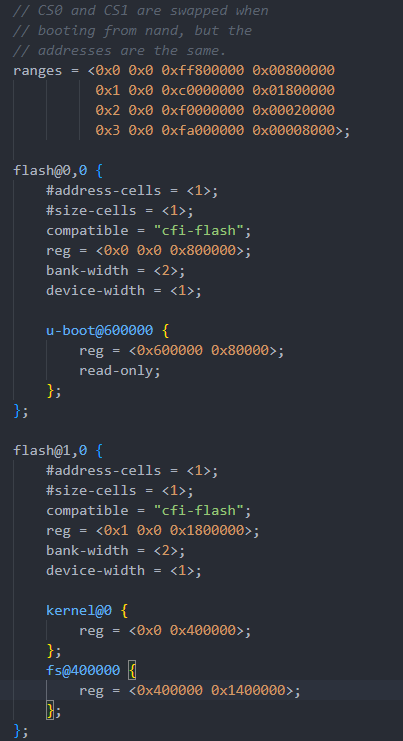 // CS0 and CS1 are swapped when
// booting from nand, but the
// addresses are the same.
ranges = <0x0 0x0 0xff800000 0x00800000
0x1 0x0 0xc0000000 0x01800000
0x2 0x0 0xf0000000 0x00020000
0x3 0x0 0xfa000000 0x00008000>;
flash@0,0 {
#address-cells = <1>;
#size-cells = <1>;
compatible = "cfi-flash";
reg = <0x0 0x0 0x800000>;
bank-width = <2>;
device-width = <1>;
u-boot@600000 {
reg = <0x600000 0x80000>;
read-only;
};
};
flash@1,0 {
#address-cells = <1>;
#size-cells = <1>;
compatible = "cfi-flash";
reg = <0x1 0x0 0x1800000>;
bank-width = <2>;
device-width = <1>;
kernel@0 {
reg = <0x0 0x400000>;
};
fs@400000 {
reg = <0x400000 0x1400000>;
};
};